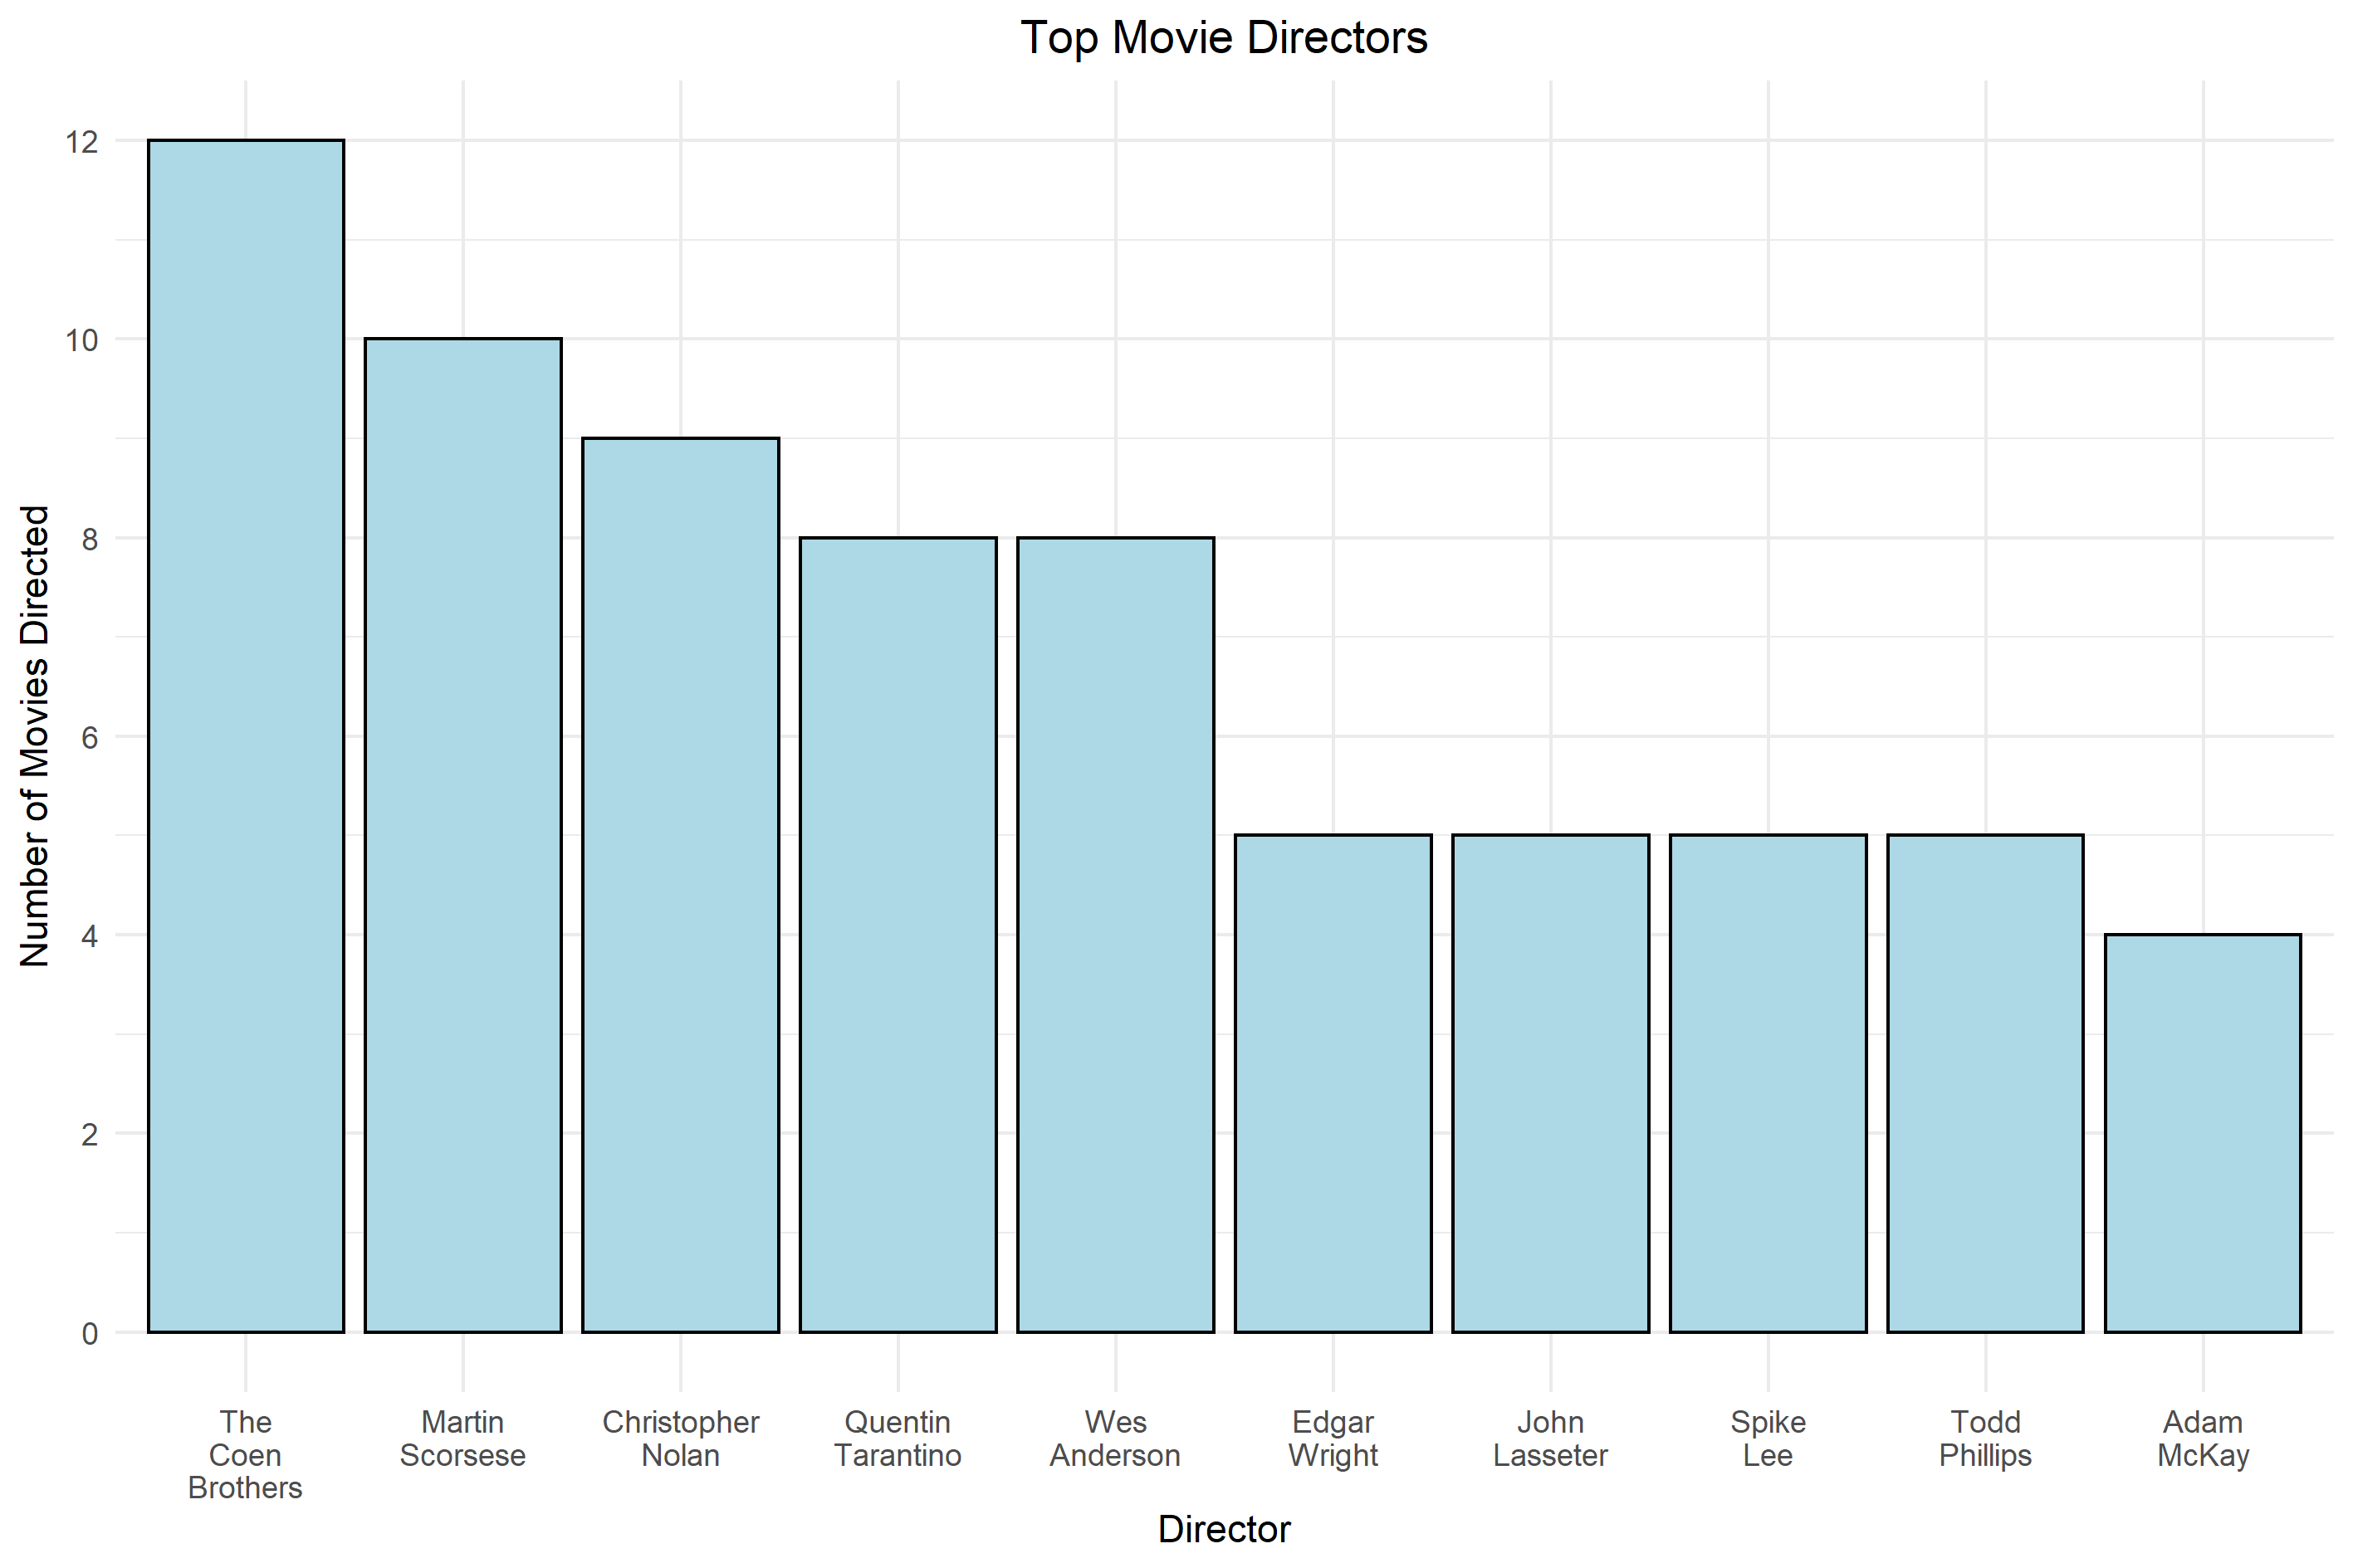 Top Movie Directors
Number of Movies Directed
12
10
8
6
4
2
0
The
Coen
Brothers
Martin
Scorsese
Christopher
Nolan
Quentin
Tarantino
Wes
Anderson
Edgar
Wright
John
Lasseter
Spike
Lee
Todd
Phillips
Adam
McKay
Director